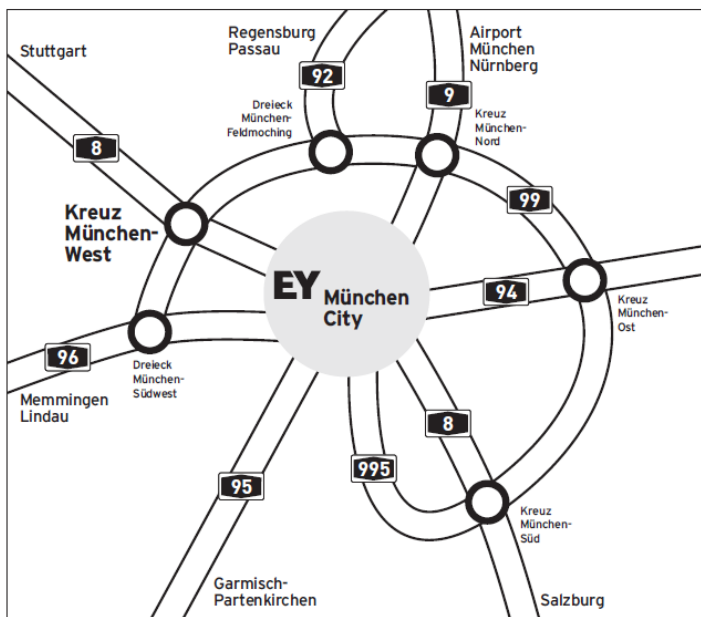 Stuttgart
Regensburg
Passau
Airport
München
Nürnberg
92
9
Dreieck
München-
Feldmoching
Kreuz
München-
Nord
8
99
Kreuz
München-
West
EY München
City
94
Kreuz
München-
Ost
96
Dreieck
München-
Südwest
Memmingen
Lindau
8
995
95
Kreuz
München-
Süd
Garmisch-
Partenkirchen
Salzburg